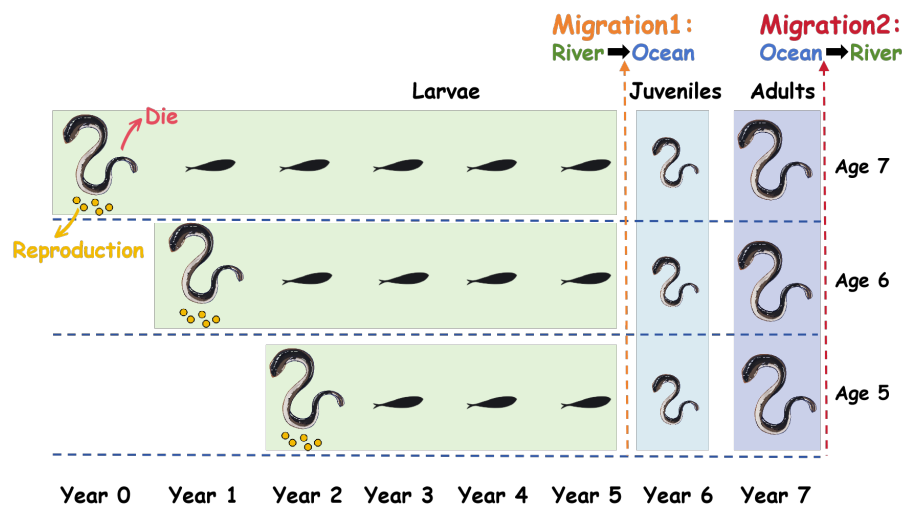 Migration1:
River Ocean
Migration2:
Ocean River
Larvae
Juveniles
Adults
Die
Age 7
Reproduction
Age 6
Age 5
Year 0 Year 1 Year 2 Year 3 Year 4 Year 5 Year 6 Year 7